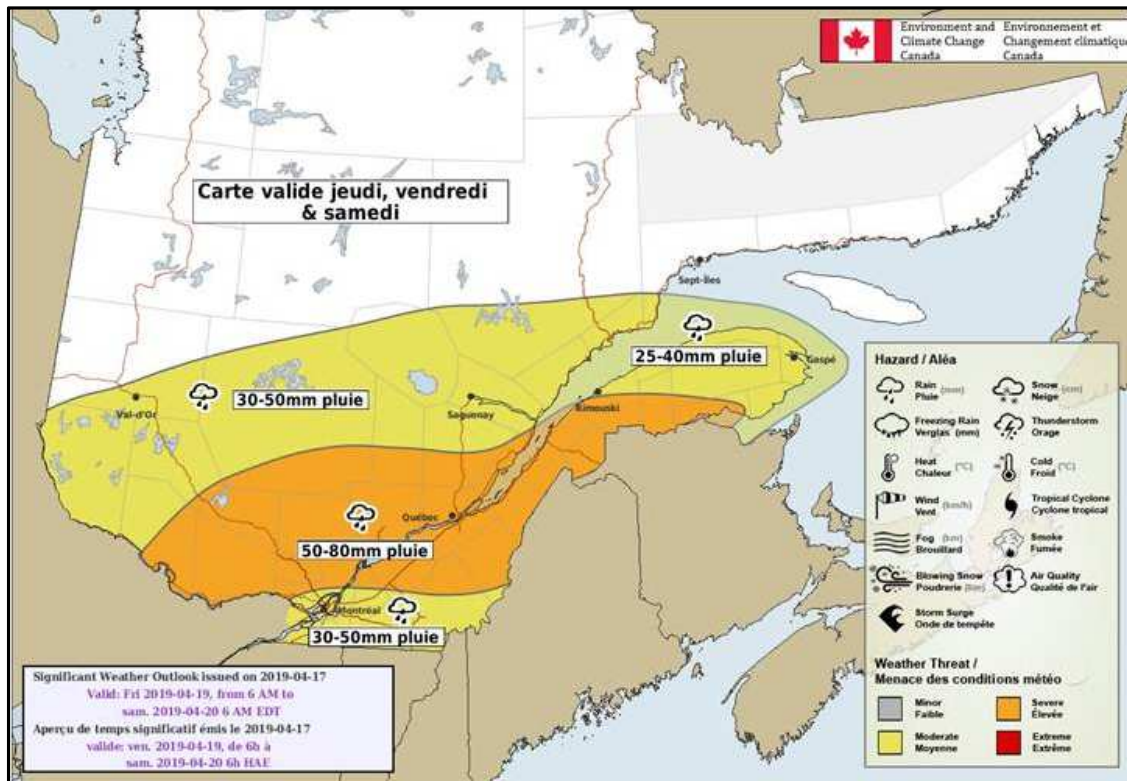 Environment and
Climate Change
Canada
Environnement et
Changement climatique
Canada
Carte valide jeudi, vendredi
& samedi
Sept-Îles
25-40mm pluie
Gaspé
30-50mm pluie
Val-d'Or
Saguenay
Rimouski
Québec
50-80mm pluie
Montréal
30-50mm pluie
Hazard / Aléa
Rain
Pluie (mm)
Snow
Neige (cm)
Freezing Rain
Verglas (mm)
Thunderstorm
Orage
Heat
Chaleur (°C)
Cold
Froid (°C)
Wind
Vent (km/h)
Tropical Cyclone
Cyclone tropical
Fog (km)
Brouillard
Smoke
Fumée
Blowing Snow
Poudrerie (km)
Air Quality
Qualité de l'air
Storm Surge
Onde de tempête
Weather Threat /
Menace des conditions météo
Minor
Faible
Severe
Élevée
Moderate
Moyenne
Extreme
Extrême
Significant Weather Outlook issued on 2019-04-17
Valid: Fri 2019-04-19, from 6 AM to
sam. 2019-04-20 6 AM EDT
Aperçu de temps significatif émis le 2019-04-17
valide: ven. 2019-04-19, de 6h à
sam. 2019-04-20 6h HAE